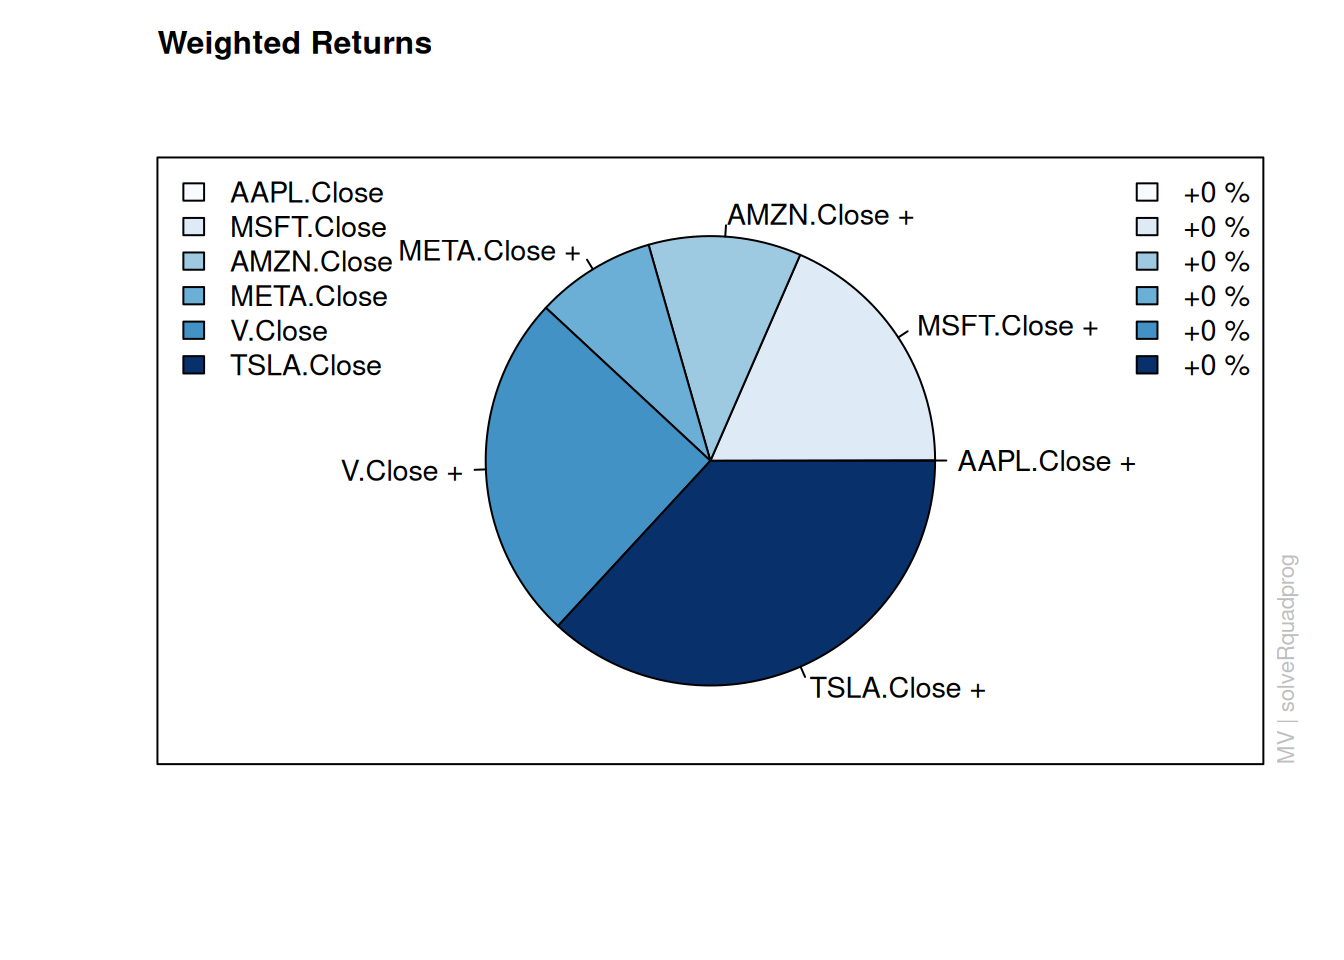 Weighted Returns
AAPL.Close
MSFT.Close
AMZN.Close
META.Close
V.Close
TSLA.Close
+0 %
+0 %
+0 %
+0 %
+0 %
+0 %
AMZN.Close +
META.Close +
MSFT.Close +
V.Close +
AAPL.Close +
TSLA.Close +
MV | solveRquadprog